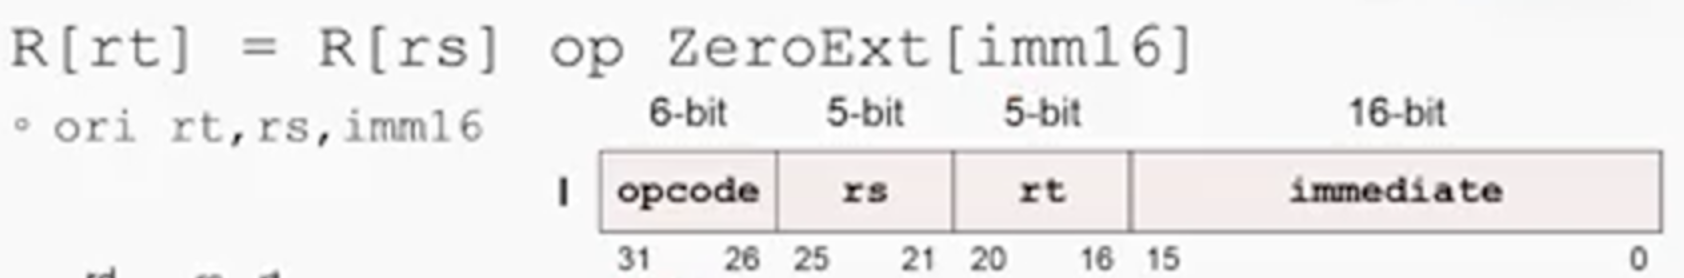 R[rt] = R[rs] op ZeroExt[imm16]
° ori rt,rs,imm16
6-bit 5-bit 5-bit 16-bit
I opcode rs rt immediate
31 26 25 21 20 16 15 0